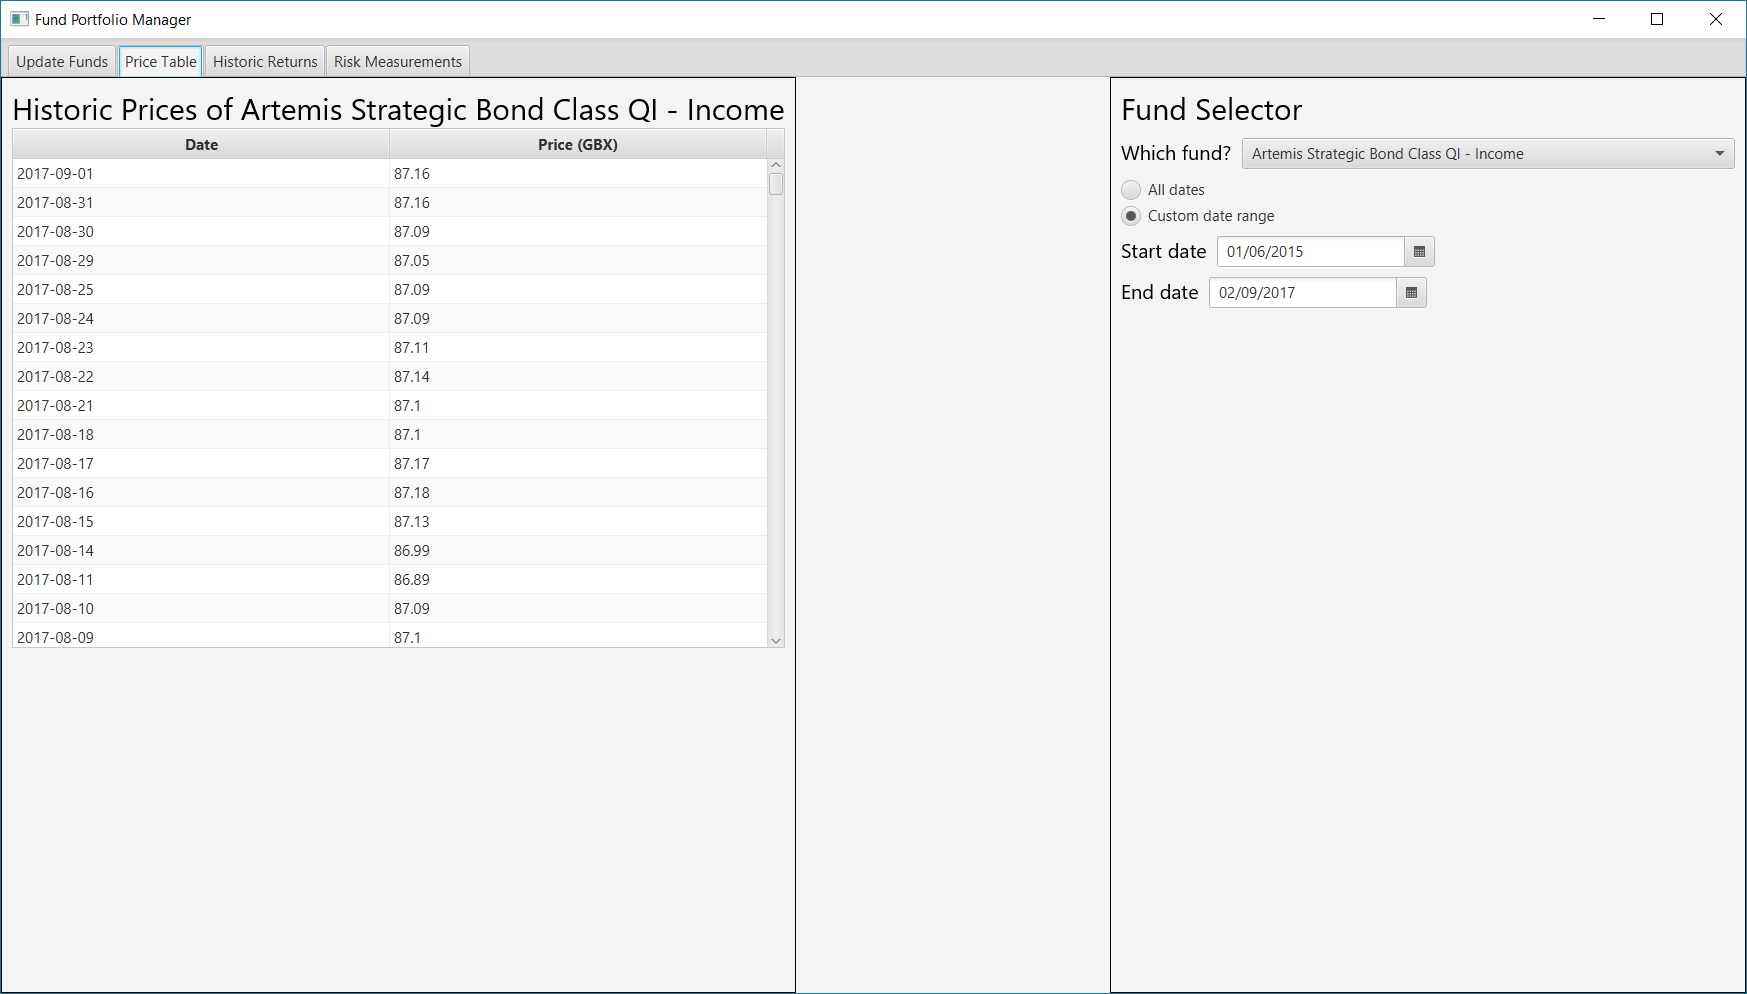 Fund Portfolio Manager
Update Funds Price Table Historic Returns Risk Measurements
Historic Prices of Artemis Strategic Bond Class QI - Income
Date Price (GBX)
2017-09-01 87.16
2017-08-31 87.16
2017-08-30 87.09
2017-08-29 87.05
2017-08-25 87.09
2017-08-24 87.09
2017-08-23 87.11
2017-08-22 87.14
2017-08-21 87.1
2017-08-18 87.1
2017-08-17 87.17
2017-08-16 87.18
2017-08-15 87.13
2017-08-14 86.99
2017-08-11 86.89
2017-08-10 87.09
2017-08-09 87.1
Fund Selector
Which fund? Artemis Strategic Bond Class QI - Income
All dates
Custom date range
Start date 01/06/2015
End date 02/09/2017